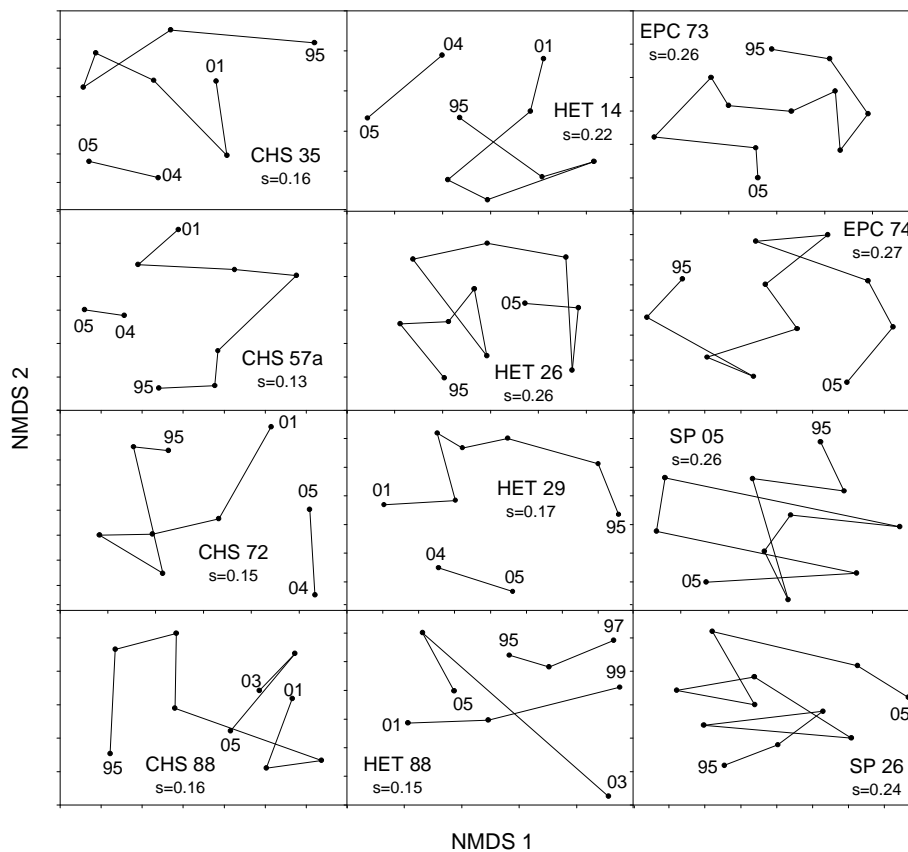 95
01
CHS 35
s=0.16
05
04
04
01
95
05
HET 14
s=0.22
EPC 73
s=0.26
95
05
01
05
04
CHS 57a
s=0.13
95
05
HET 26
s=0.26
95
EPC 74
s=0.27
95
05
95
01
05
CHS 72
s=0.15
04
01
HET 29
s=0.17
95
04
05
95
SP 05
s=0.26
05
03
01
05
95
CHS 88
s=0.16
95
97
99
05
01
HET 88
s=0.15
03
05
95
SP 26
s=0.24
NMDS 2
NMDS 1